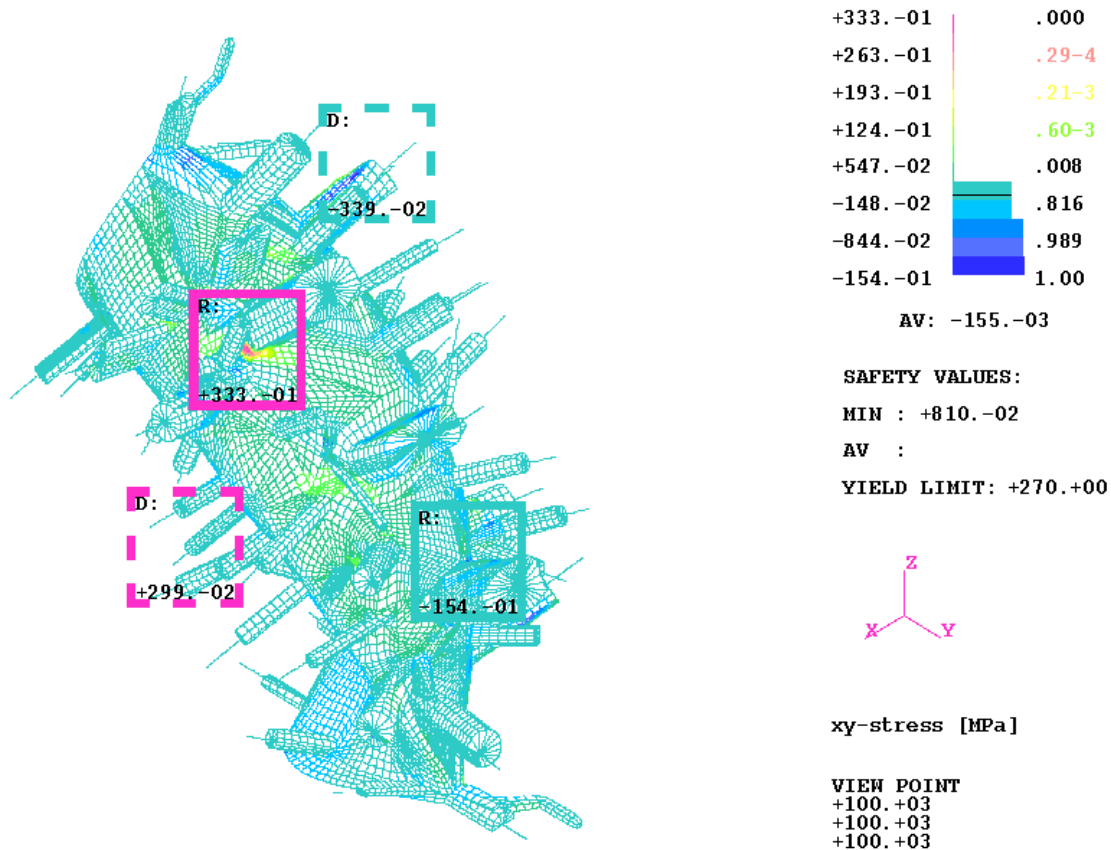 +333.-01 .000
+263.-01 .29-4
+193.-01 .21-3
+124.-01 .60-3
+547.-02 .008
-148.-02 .816
-844.-02 .989
-154.-01 1.00
AV: -155.-03
SAFETY VALUES:
MIN : +810.-02
AV :
YIELD LIMIT: +270.+00
D:
-339.-02
R:
+333.-01
D:
+299.-02
R:
-154.-01
Z
X Y
xy-stress [MPa]
VIEW POINT
+100.+03
+100.+03
+100.+03